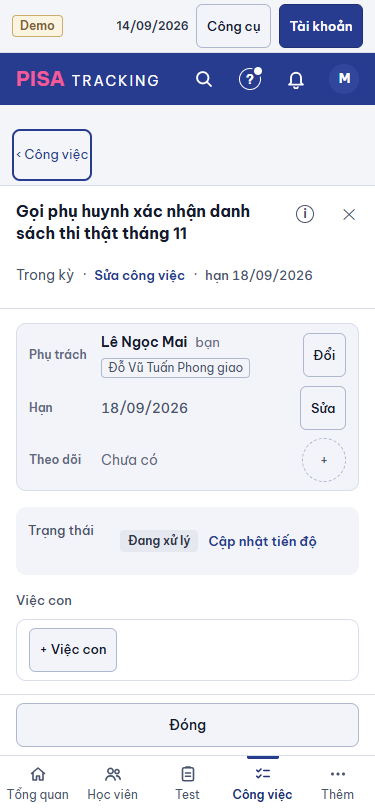 Demo
14/09/2026
Công cụ
Tài khoản
PISA TRACKING
?
M
‹ Công việc
Gọi phụ huynh xác nhận danh
sách thi thật tháng 11
i
Trong kỳ · Sửa công việc · hạn 18/09/2026
Phụ trách
Lê Ngọc Mai bạn
Đỗ Vũ Tuấn Phong giao
Đổi
Hạn
18/09/2026
Sửa
Theo dõi
Chưa có
+
Trạng thái
Đang xử lý
Cập nhật tiến độ
Việc con
+ Việc con
Đóng
Tổng quan
Học viên
Test
Công việc
Thêm